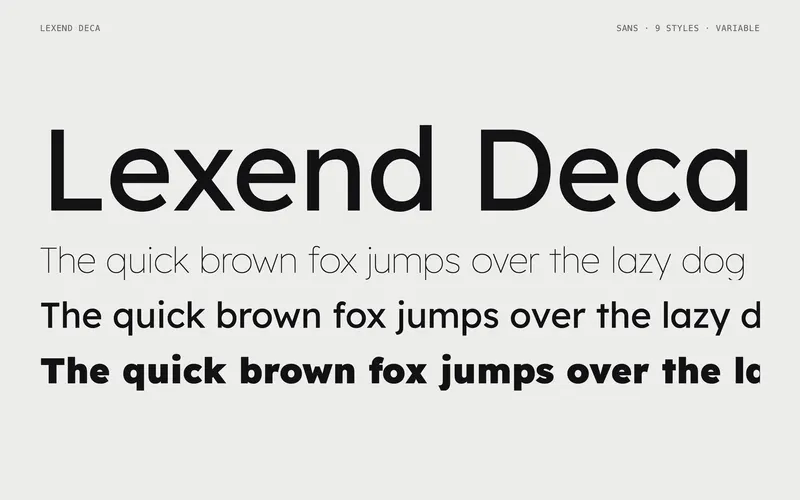 LEXEND DECA
SANS · 9 STYLES · VARIABLE
Lexend Deca
The quick brown fox jumps over the lazy dog
The quick brown fox jumps over the lazy d
The quick brown fox jumps over the la